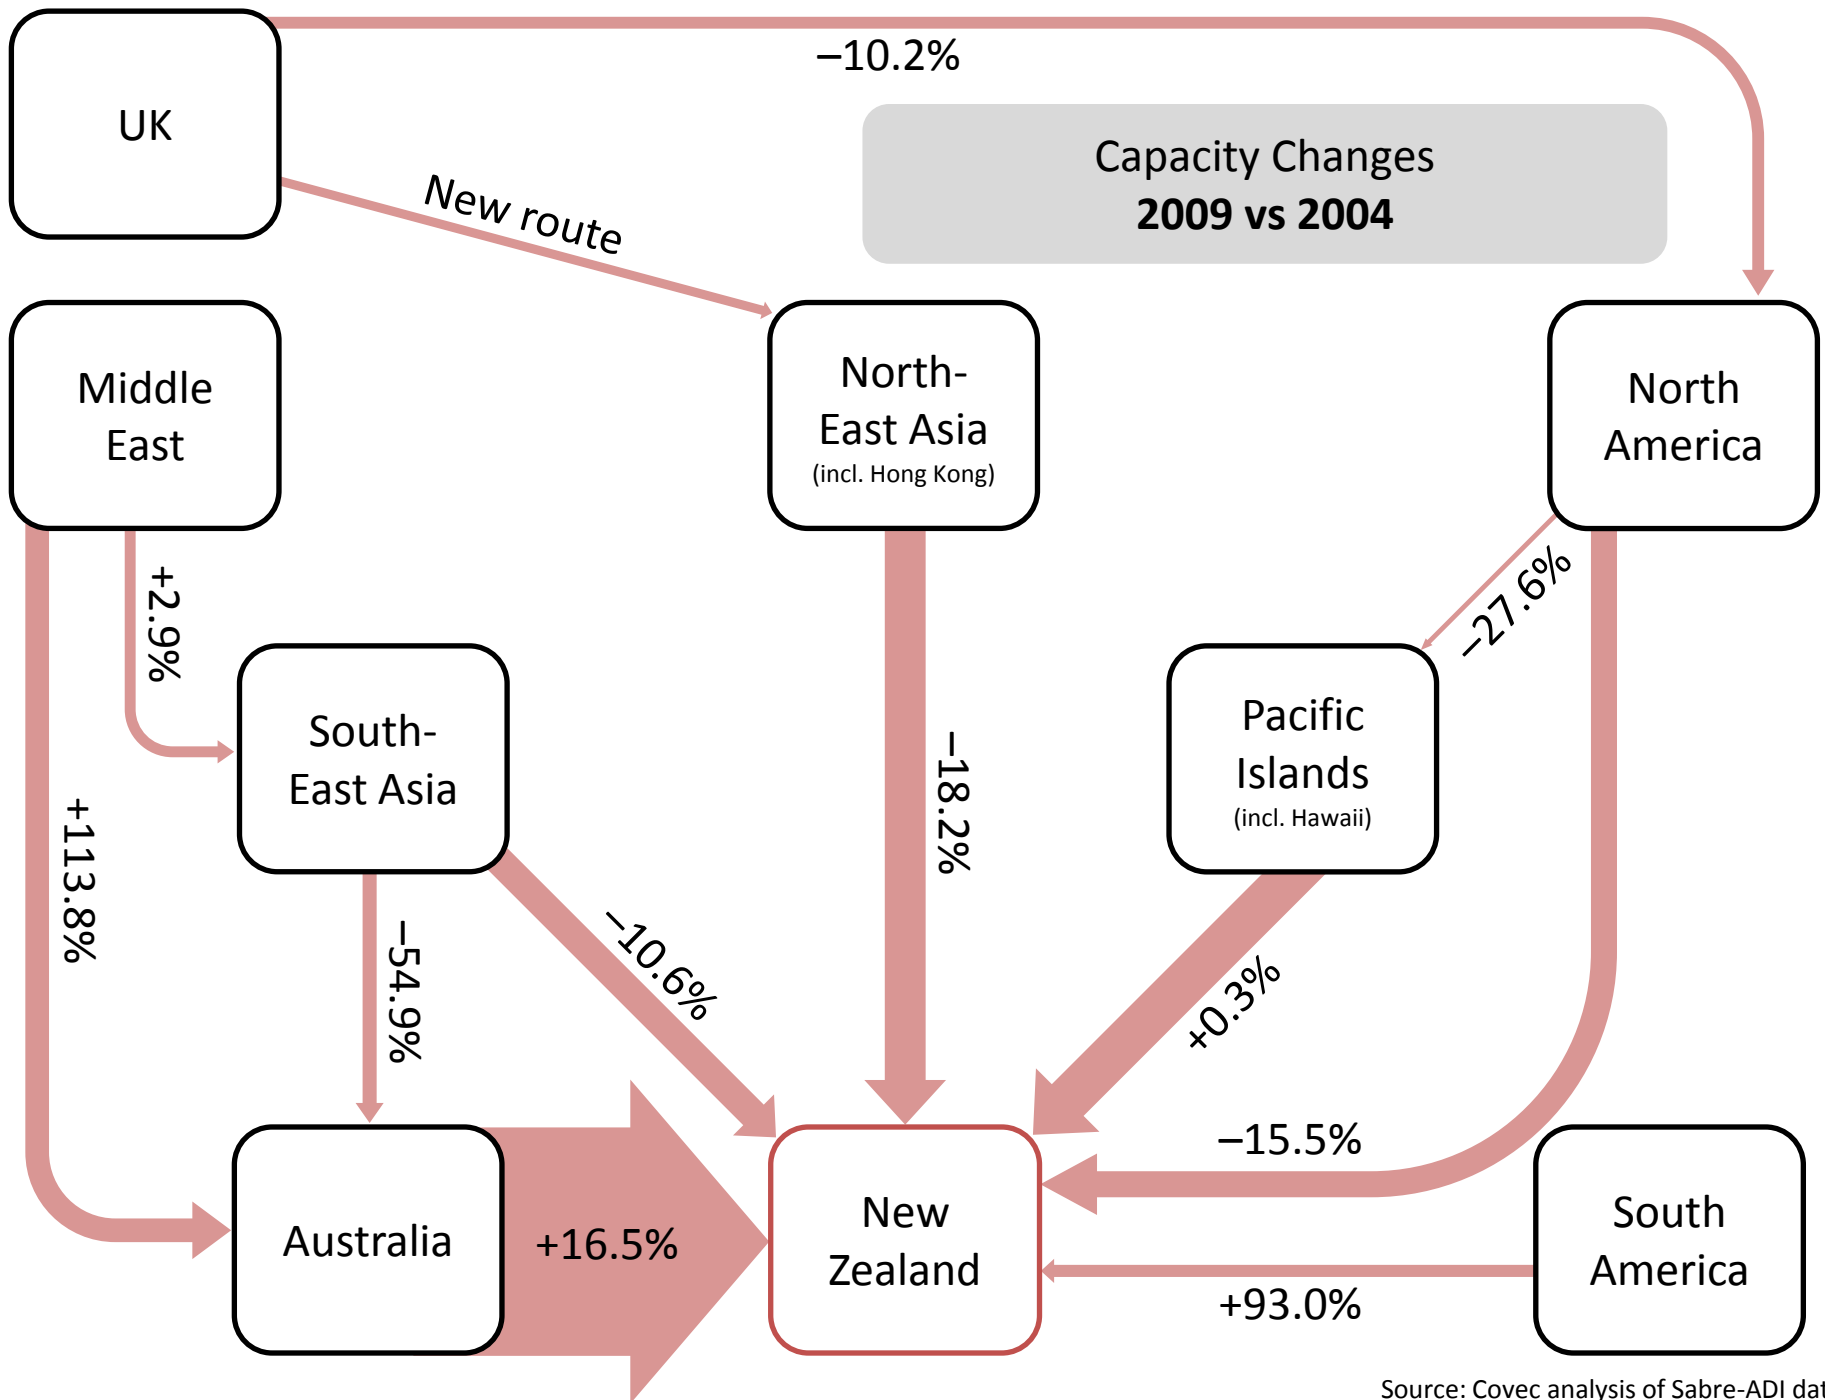 UK
–10.2%
Capacity Changes
2009 vs 2004
New route
Middle
East
North-
East Asia
(incl. Hong Kong)
North
America
+2.9%
–27.6%
South-
East Asia
Pacific
Islands
(incl. Hawaii)
+113.8%
–54.9%
–10.6%
–18.2%
+0.3%
–15.5%
Australia
+16.5%
New
Zealand
South
America
+93.0%
Source: Covec analysis of Sabre-ADI dat